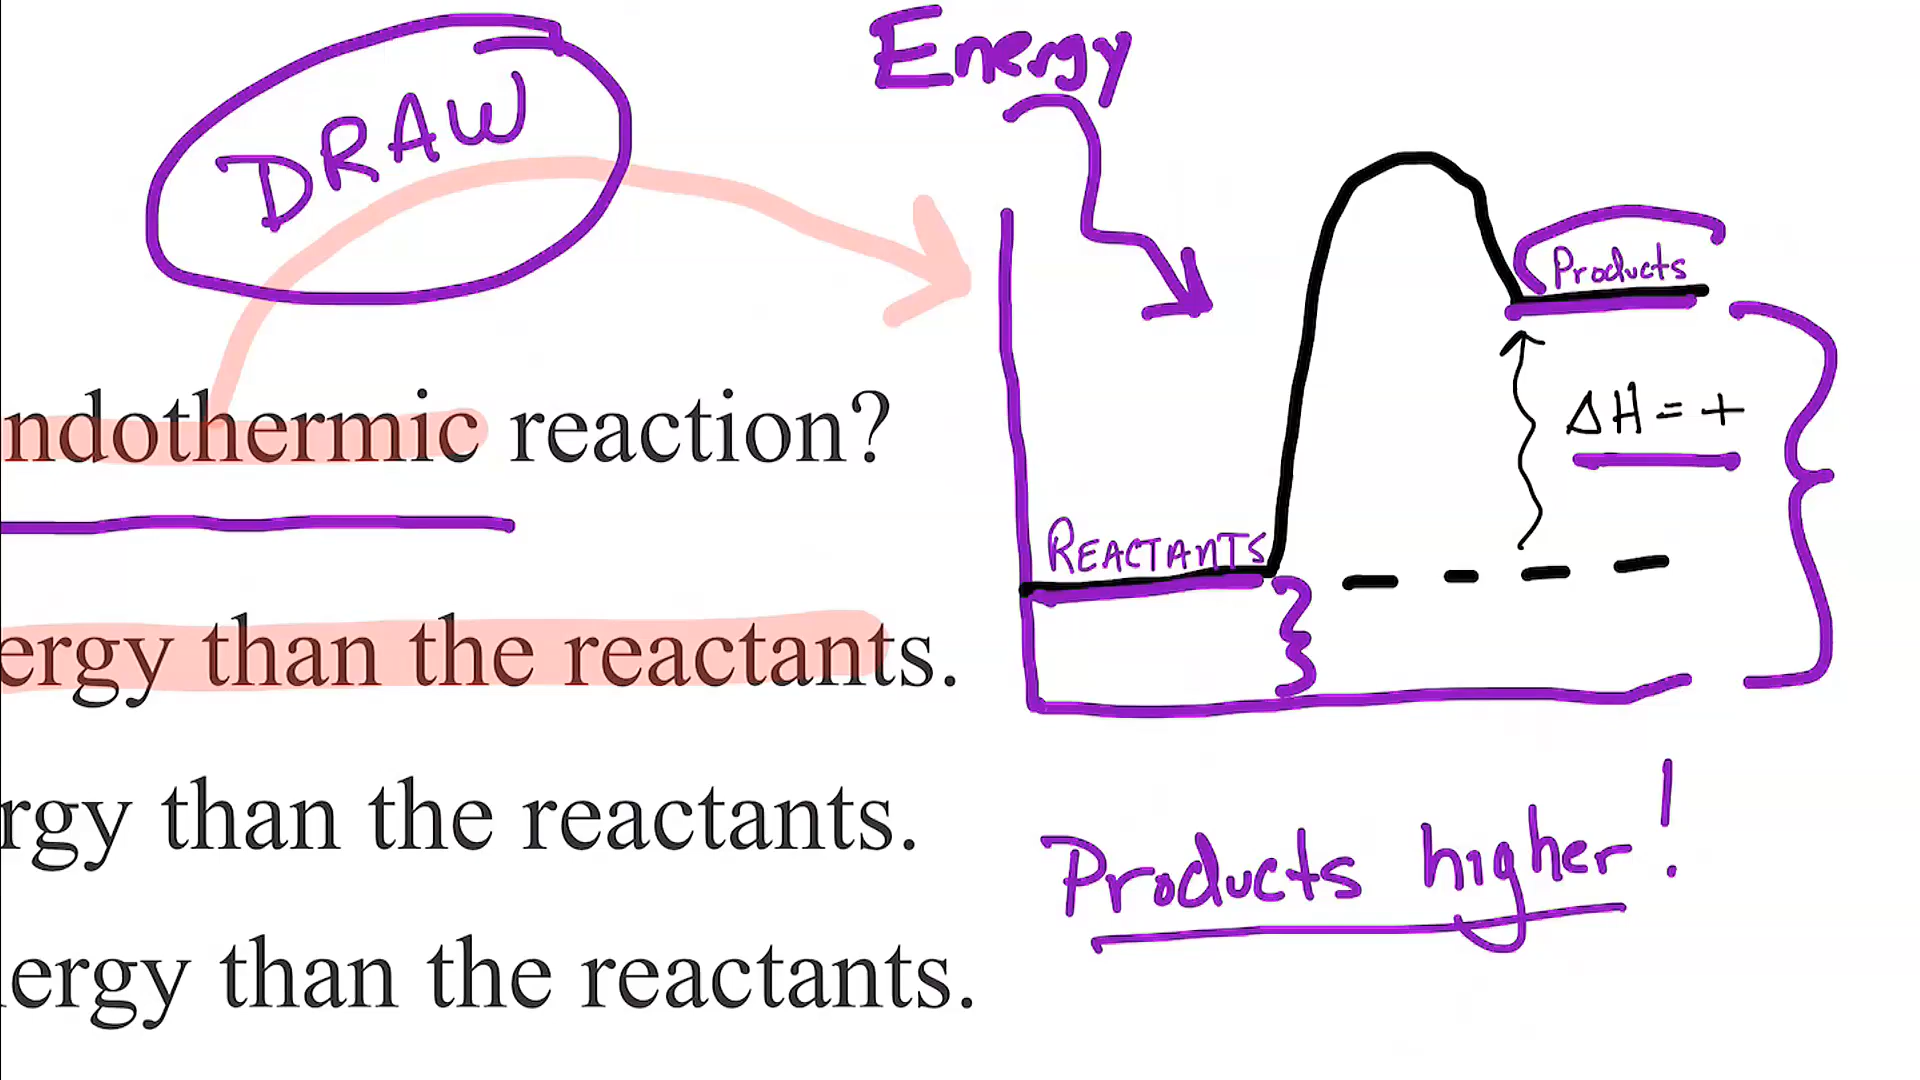 DRAW
Energy
Products
ndothermic reaction?
ΔH = +
REACTANTS
ergy than the reactants.
rgy than the reactants.
Products higher!
ergy than the reactants.